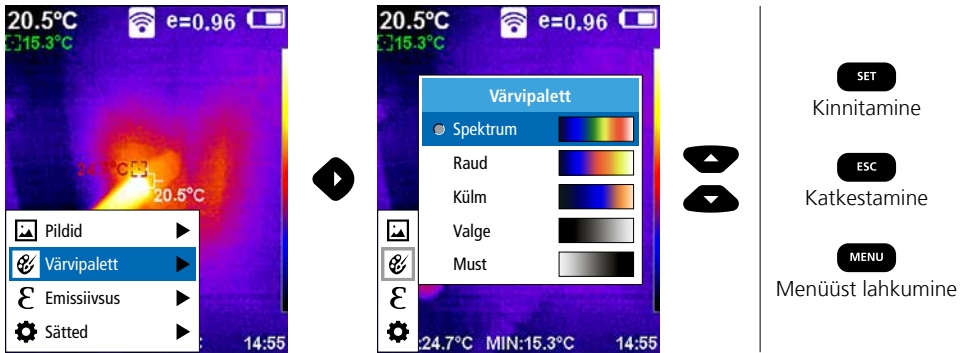 20.5°C e=0.96
15.3°C
24.7°C
20.5°C
Pildid
Värvipalett
Emissiivsus
Sätted
: 14:55
20.5°C e=0.96
15.3°C
Värvipalett
Spektrum
Raud
Külm
Valge
Must
ε
:24.7°C MIN:15.3°C 14:55
SET
Kinnitamine
ESC
Katkestamine
MENU
Menüüst lahkumine